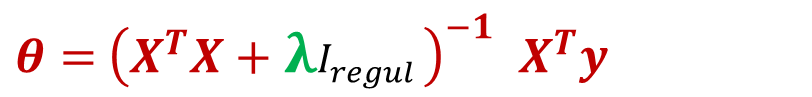 θ = (XᵀX + λI_regul)⁻¹ Xᵀy